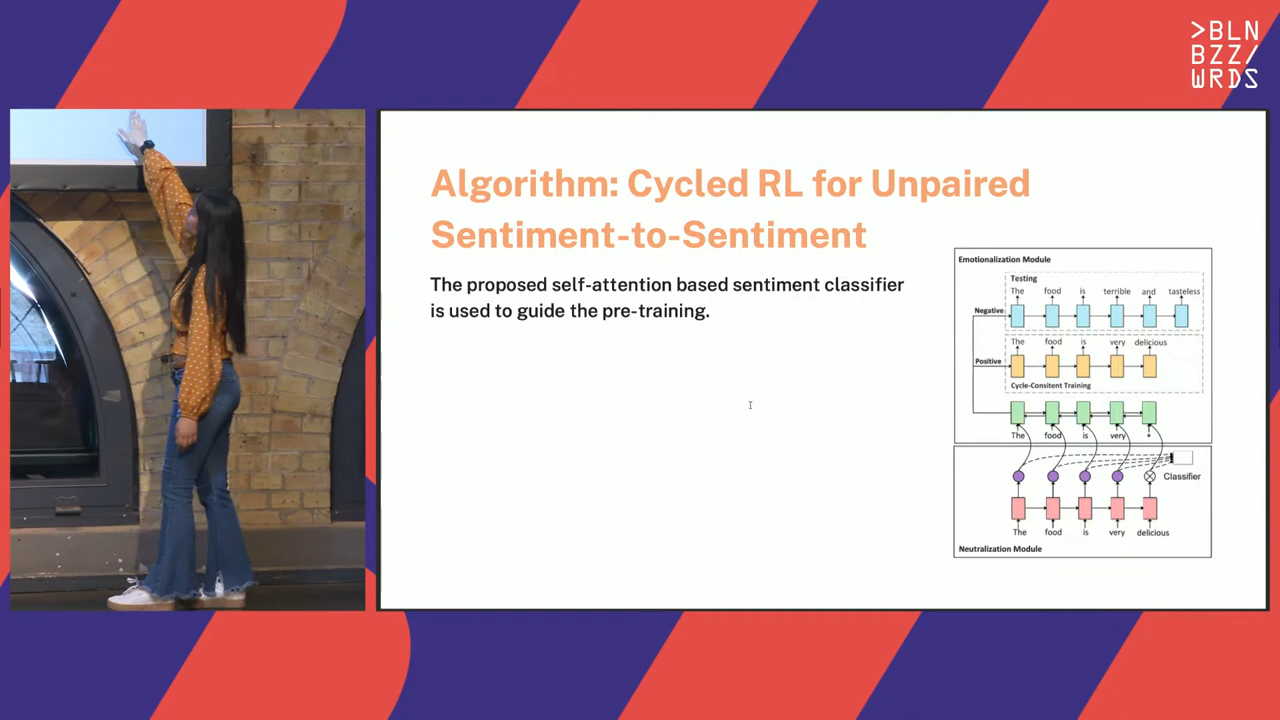 >BLN
BZZ/
WRDS
Algorithm: Cycled RL for Unpaired
Sentiment-to-Sentiment
The proposed self-attention based sentiment classifier
is used to guide the pre-training.
Emotionalization Module
Testing
The food is terrible and tasteless
Negative
The food is very delicious
Positive
Cycle-Consitent Training
The food is very *
Classifier
The food is very delicious
Neutralization Module